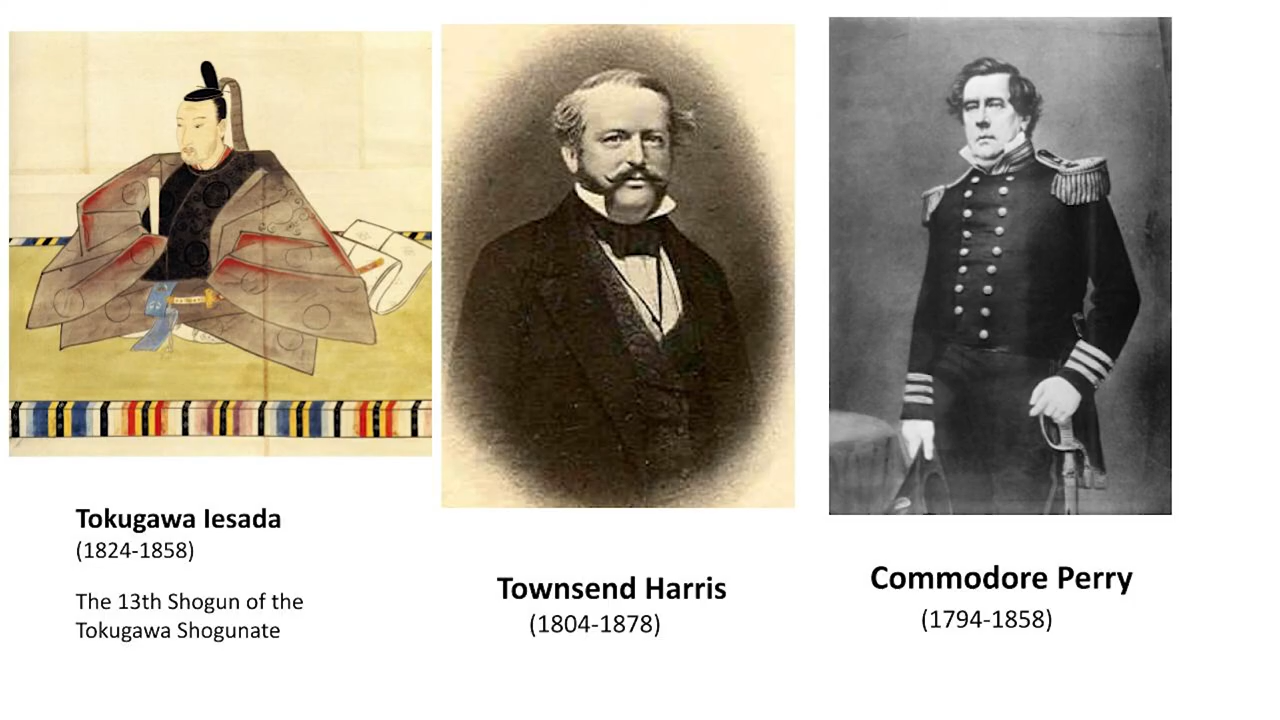 Tokugawa Iesada
(1824-1858)
The 13th Shogun of the
Tokugawa Shogunate
Townsend Harris
(1804-1878)
Commodore Perry
(1794-1858)